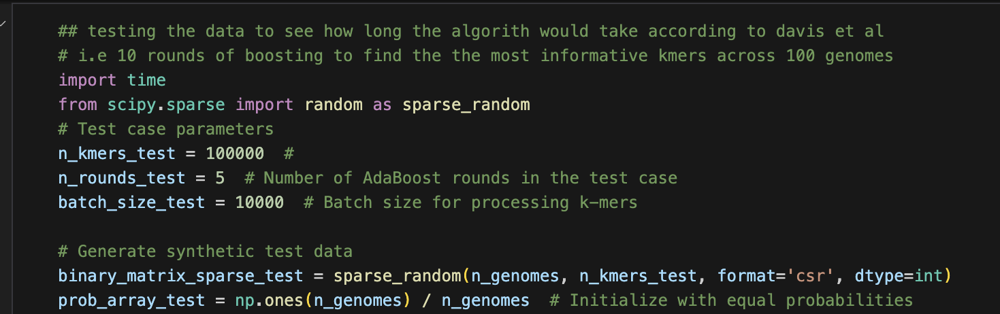 ## testing the data to see how long the algorith would take according to davis et al
# i.e 10 rounds of boosting to find the the most informative kmers across 100 genomes
import time
from scipy.sparse import random as sparse_random
# Test case parameters
n_kmers_test = 100000  #
n_rounds_test = 5  # Number of AdaBoost rounds in the test case
batch_size_test = 10000  # Batch size for processing k-mers
# Generate synthetic test data
binary_matrix_sparse_test = sparse_random(n_genomes, n_kmers_test, format='csr', dtype=int)
prob_array_test = np.ones(n_genomes) / n_genomes  # Initialize with equal probabilities